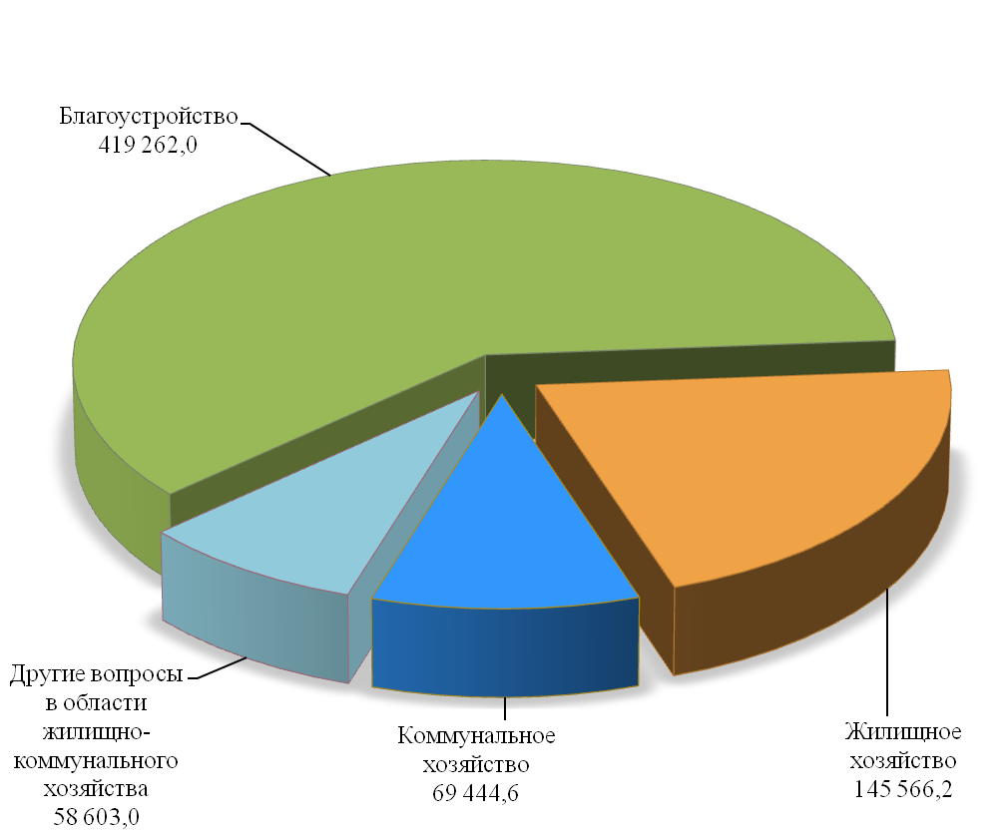 Благоустройство
419 262,0
Другие вопросы
в области
жилищно-
коммунального
хозяйства
58 603,0
Коммунальное
хозяйство
69 444,6
Жилищное
хозяйство
145 566,2